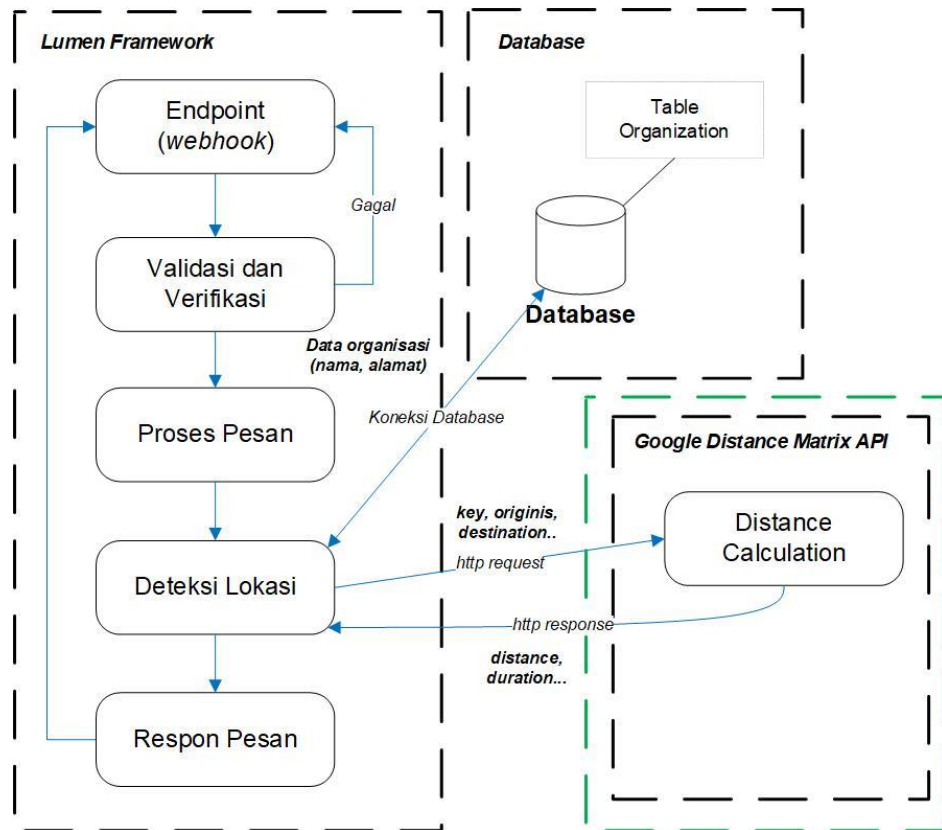 Lumen Framework
Endpoint
(webhook)
Gagal
Validasi dan
Verifikasi
Data organisasi
(nama, alamat)
Proses Pesan
Koneksi Database
Deteksi Lokasi
Respon Pesan
Database
Table
Organization
Database
key, originis,
destination..
http request
http response
distance,
duration...
Google Distance Matrix API
Distance
Calculation